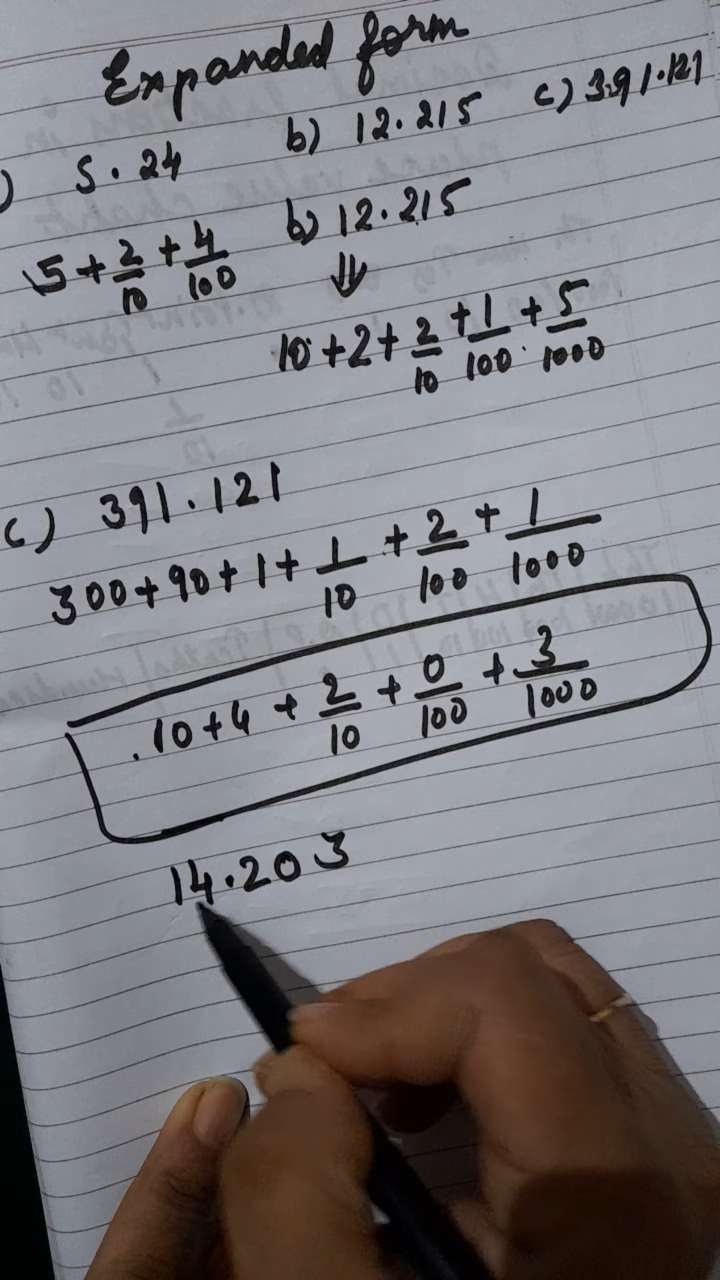 Expanded form
) 5.24 b) 12.215 c) 391.121
5 + 2/10 + 4/100 b) 12.215
⇓
10 + 2 + 2/10 + 1/100 + 5/1000
c) 391.121
300 + 90 + 1 + 1/10 + 2/100 + 1/1000
.10 + 4 + 2/10 + 0/100 + 3/1000
14.203